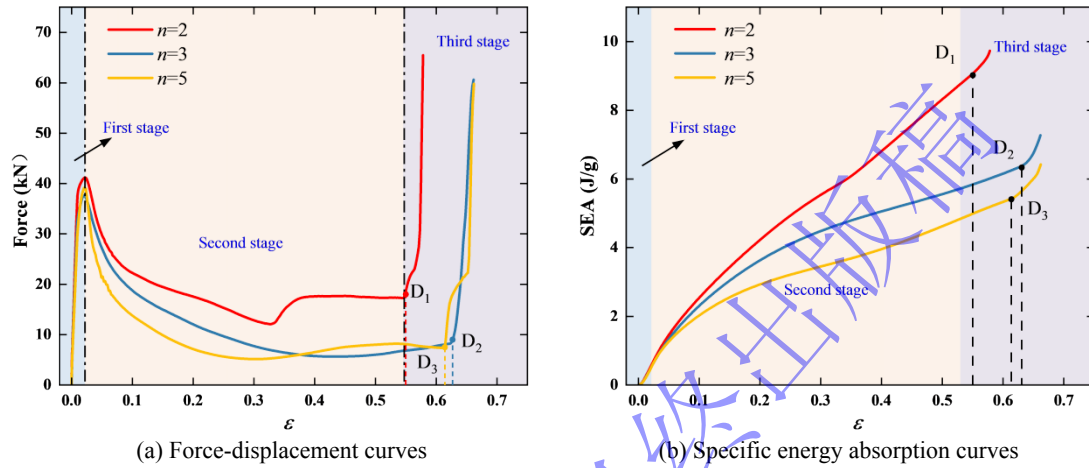 70
60
50
40
30
20
10
0
0.0 0.1 0.2 0.3 0.4 0.5 0.6 0.7
Force (kN)
ε
n=2
n=3
n=5
First stage
Second stage
Third stage
D1
D2
D3
(a) Force-displacement curves
10
8
6
4
2
0
0.0 0.1 0.2 0.3 0.4 0.5 0.6 0.7
SEA (J/g)
ε
n=2
n=3
n=5
First stage
Second stage
Third stage
D1
D2
D3
(b) Specific energy absorption curves
出版稿